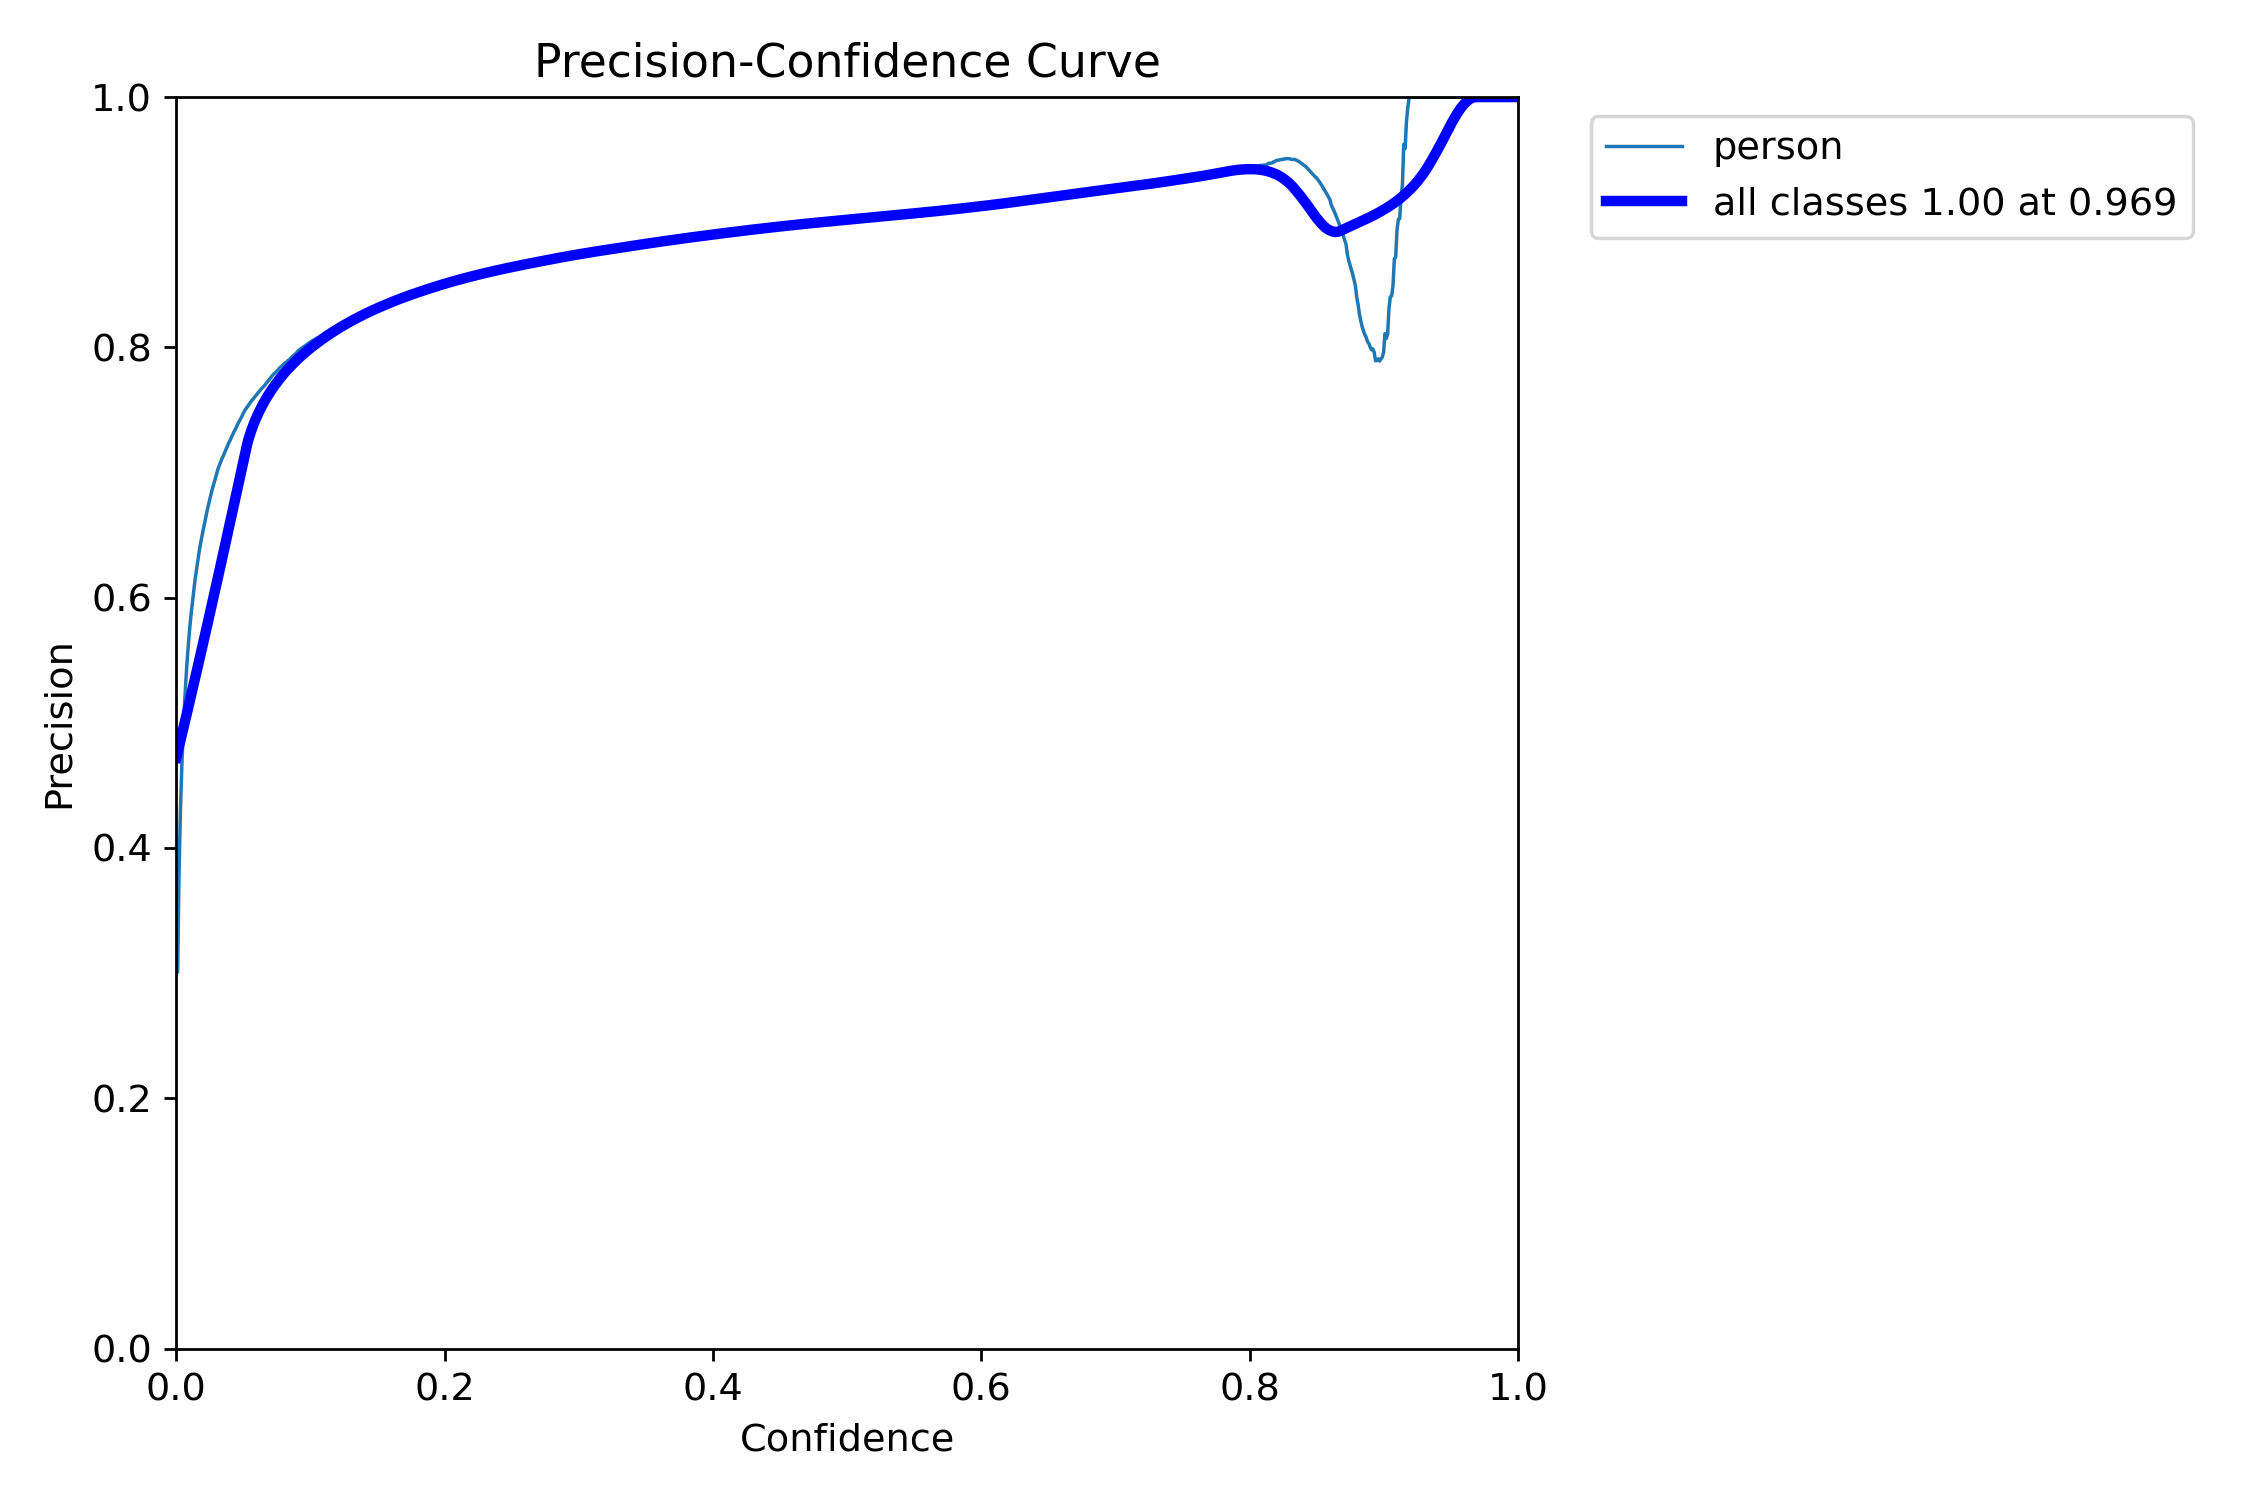 Precision-Confidence Curve
1.0
0.8
0.6
0.4
0.2
0.0
Precision
0.0 0.2 0.4 0.6 0.8 1.0
Confidence
person
all classes 1.00 at 0.969